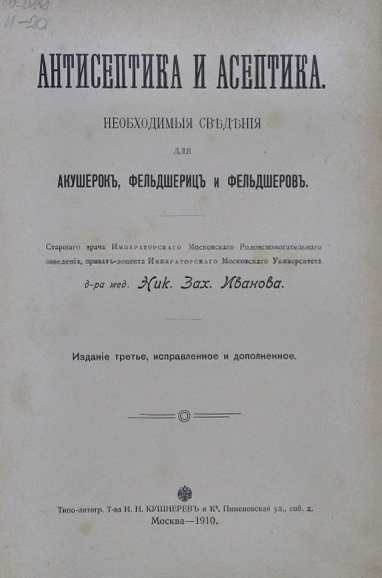 АНТИСЕПТИКА И АСЕПТИКА.
НЕОБХОДИМЫЯ СВѢДѢНІЯ
ДЛЯ
АКУШЕРОКЪ, ФЕЛЬДШЕРИЦЪ и ФЕЛЬДШЕРОВЪ.
Старшаго врача ИМПЕРАТОРСКАГО Московскаго Родовспомогательнаго
заведенія, приватъ-доцента ИМПЕРАТОРСКАГО Московскаго Университета
д-ра мед. Ник. Зах. Иванова.
Изданіе третье, исправленное и дополненное.
Типо-литогр. Т-ва И. Н. КУШНЕРЕВЪ и К°. Пименовская ул., соб. д.
Москва—1910.